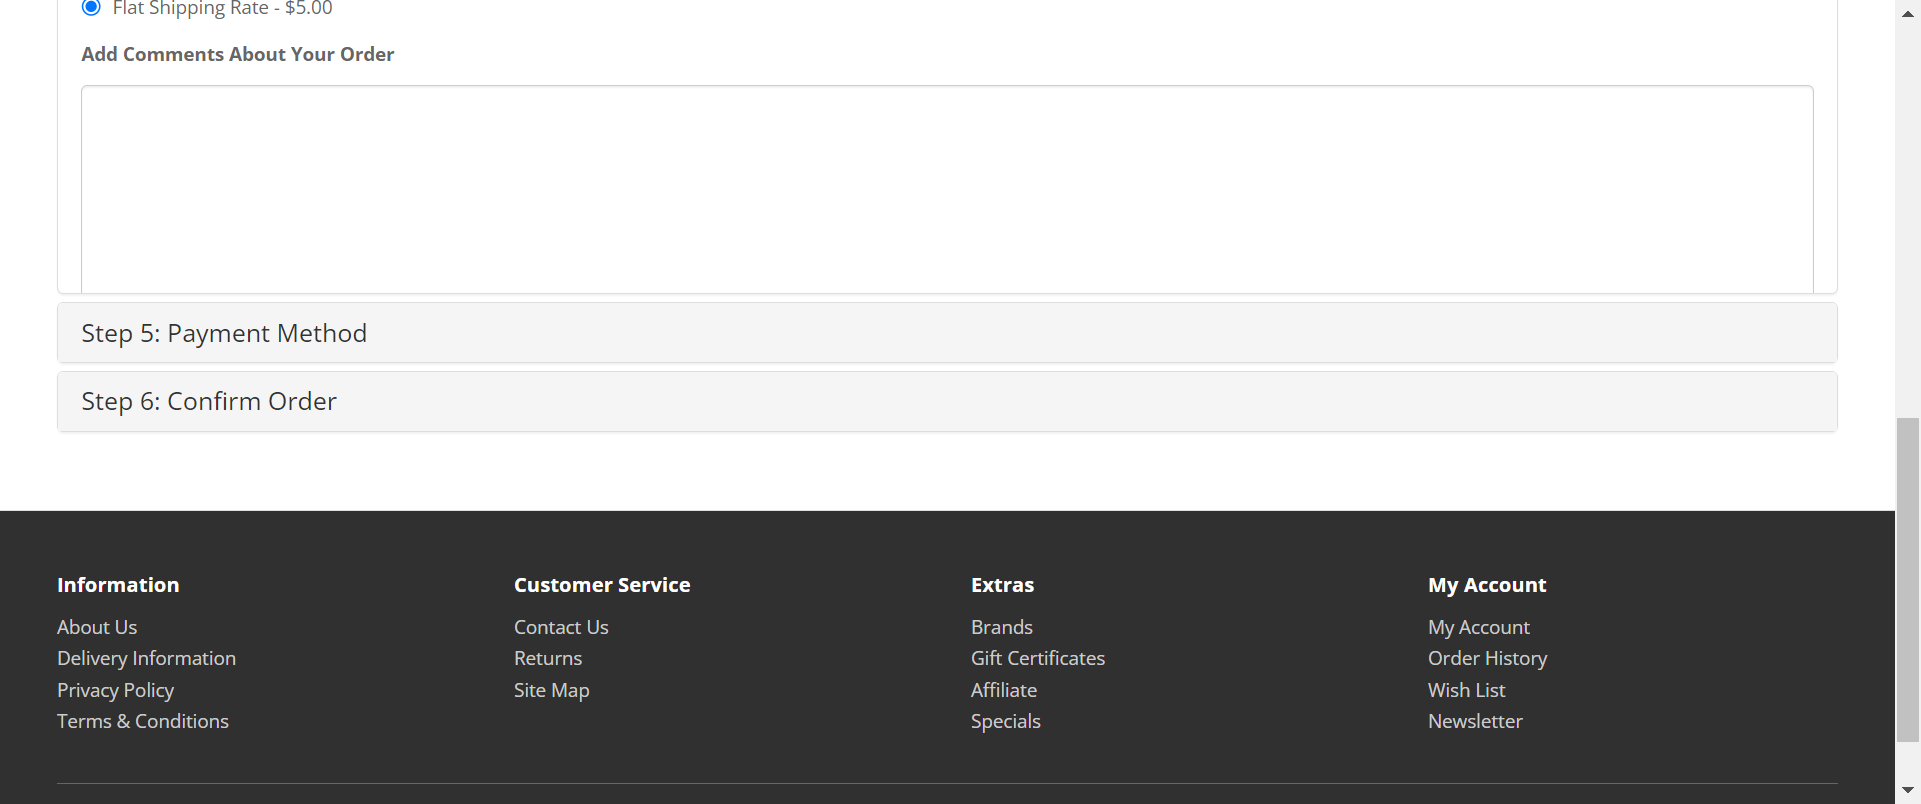 Flat Shipping Rate - $5.00
Add Comments About Your Order
Step 5: Payment Method
Step 6: Confirm Order
Information
About Us
Delivery Information
Privacy Policy
Terms & Conditions
Customer Service
Contact Us
Returns
Site Map
Extras
Brands
Gift Certificates
Affiliate
Specials
My Account
My Account
Order History
Wish List
Newsletter